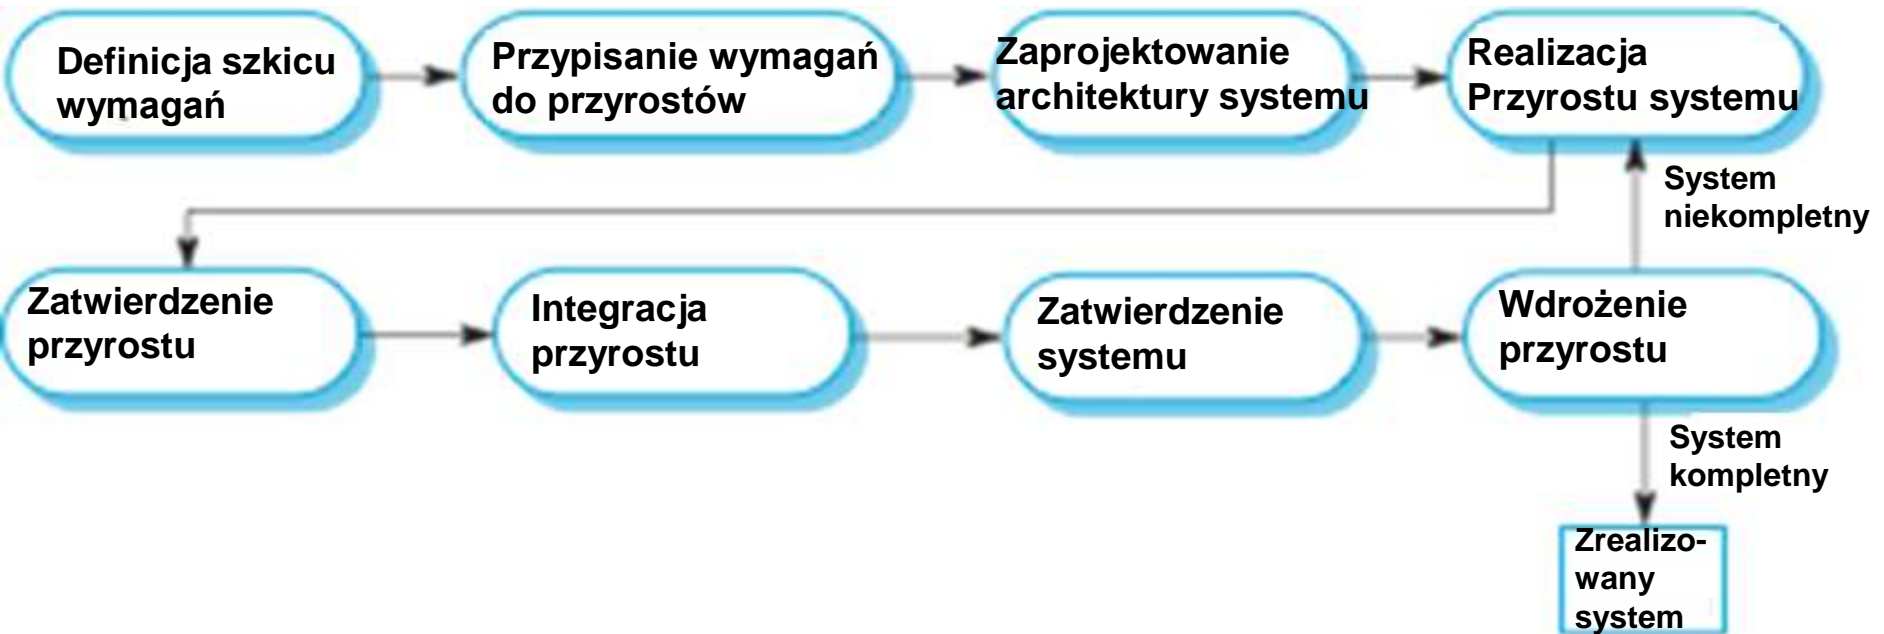 Definicja szkicu
wymagań
Przypisanie wymagań
do przyrostów
Zaprojektowanie
architektury systemu
Realizacja
Przyrostu systemu
System
niekompletny
Zatwierdzenie
przyrostu
Integracja
przyrostu
Zatwierdzenie
systemu
Wdrożenie
przyrostu
System
kompletny
Zrealizo-
wany
system